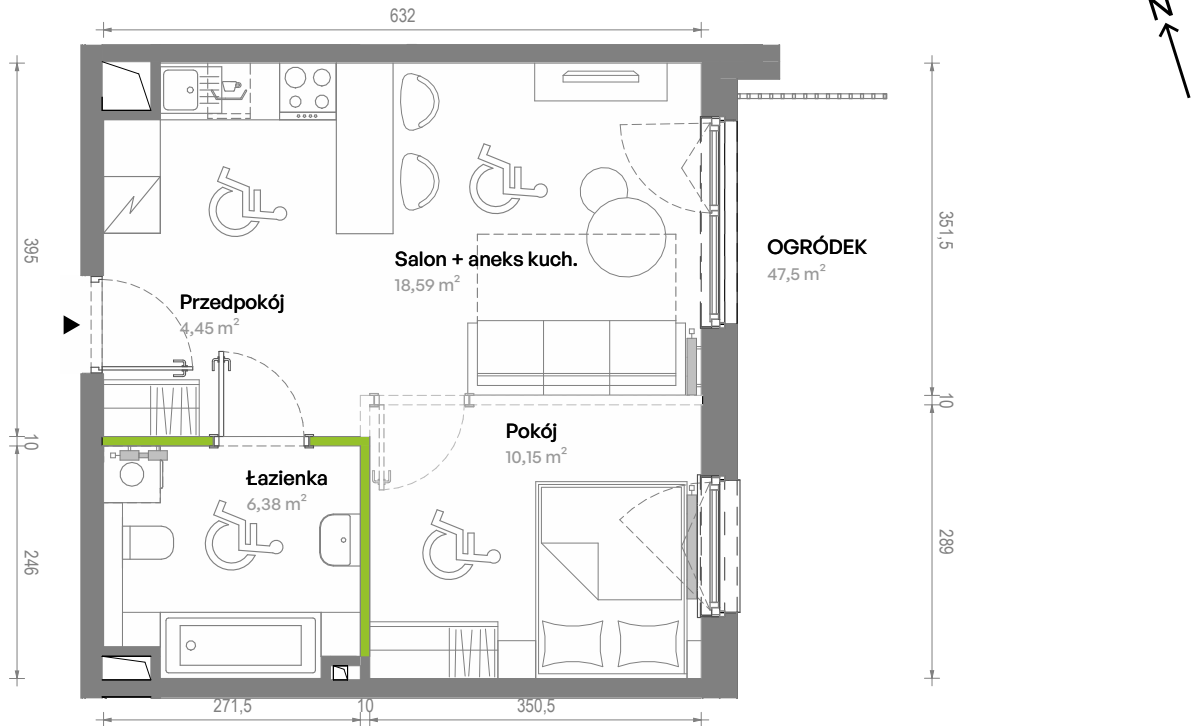 632
N
395
10
246
351,5
10
289
OGRÓDEK
47,5 m²
Salon + aneks kuch.
18,59 m²
Przedpokój
4,45 m²
Pokój
10,15 m²
Łazienka
6,38 m²
271,5
10
350,5